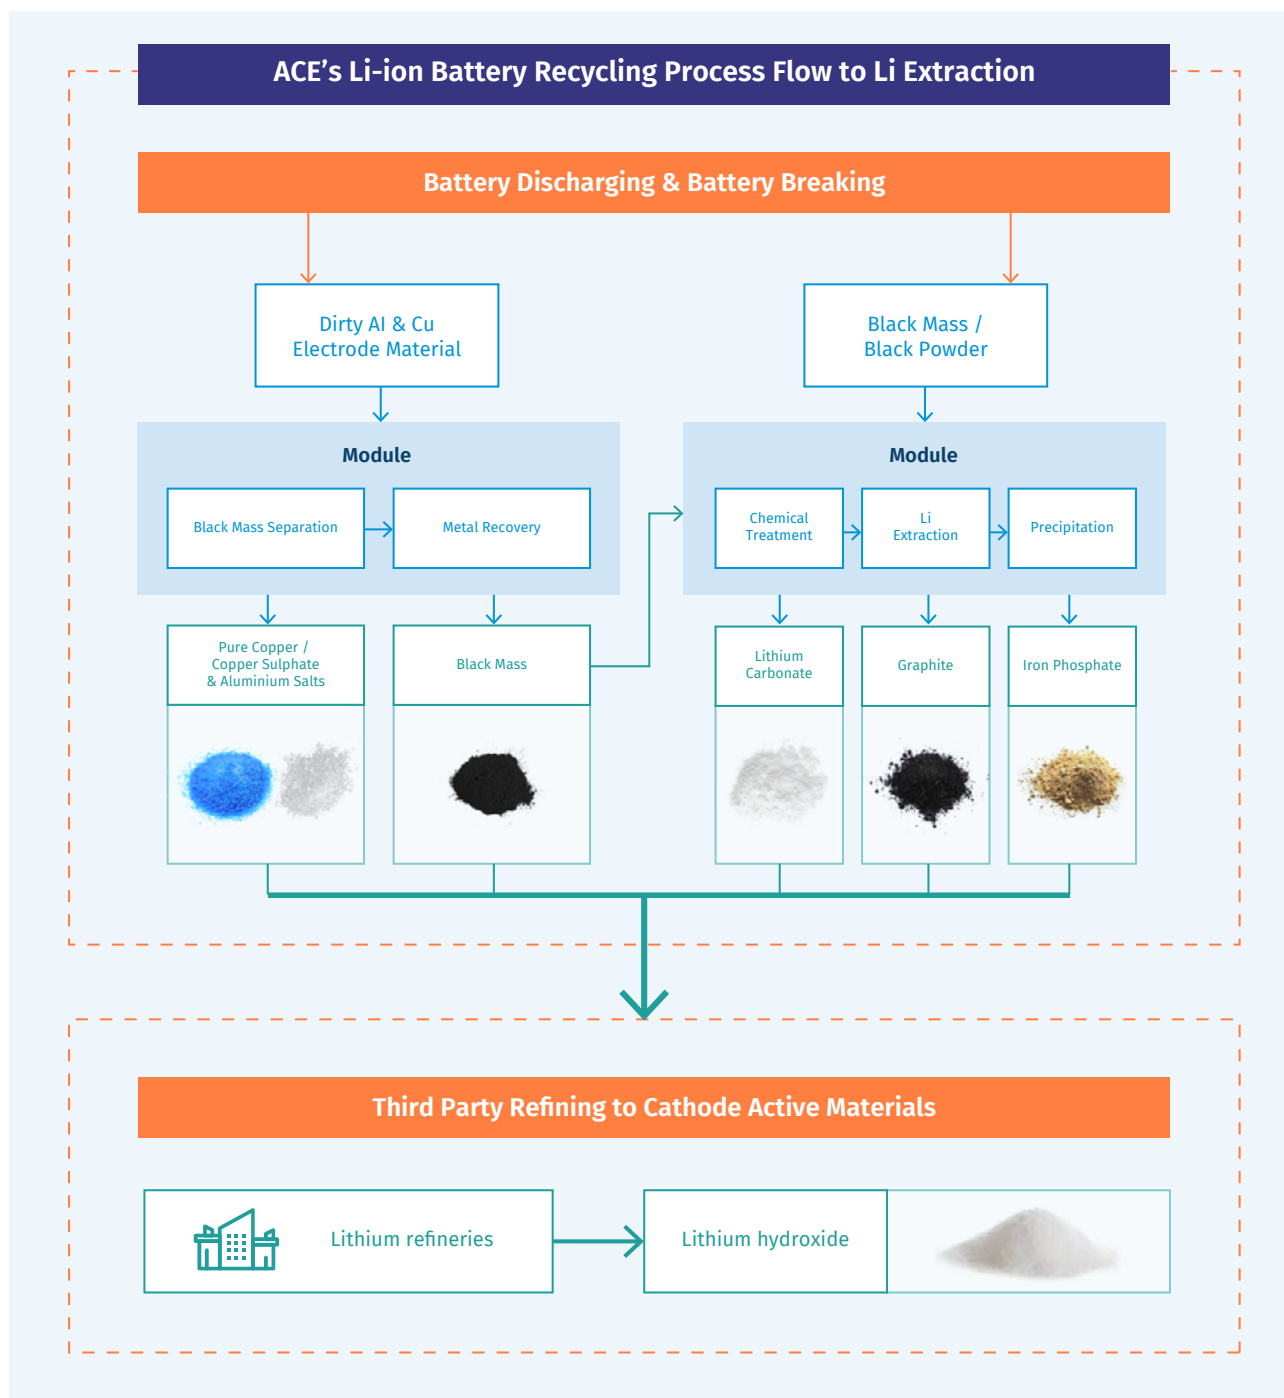 ACE’s Li-ion Battery Recycling Process Flow to Li Extraction
Battery Discharging & Battery Breaking
Dirty AI & Cu
Electrode Material
Black Mass /
Black Powder
Module
Black Mass Separation
Metal Recovery
Module
Chemical
Treatment
Li
Extraction
Precipitation
Pure Copper /
Copper Sulphate
& Aluminium Salts
Black Mass
Lithium
Carbonate
Graphite
Iron Phosphate
Third Party Refining to Cathode Active Materials
Lithium refineries
Lithium hydroxide